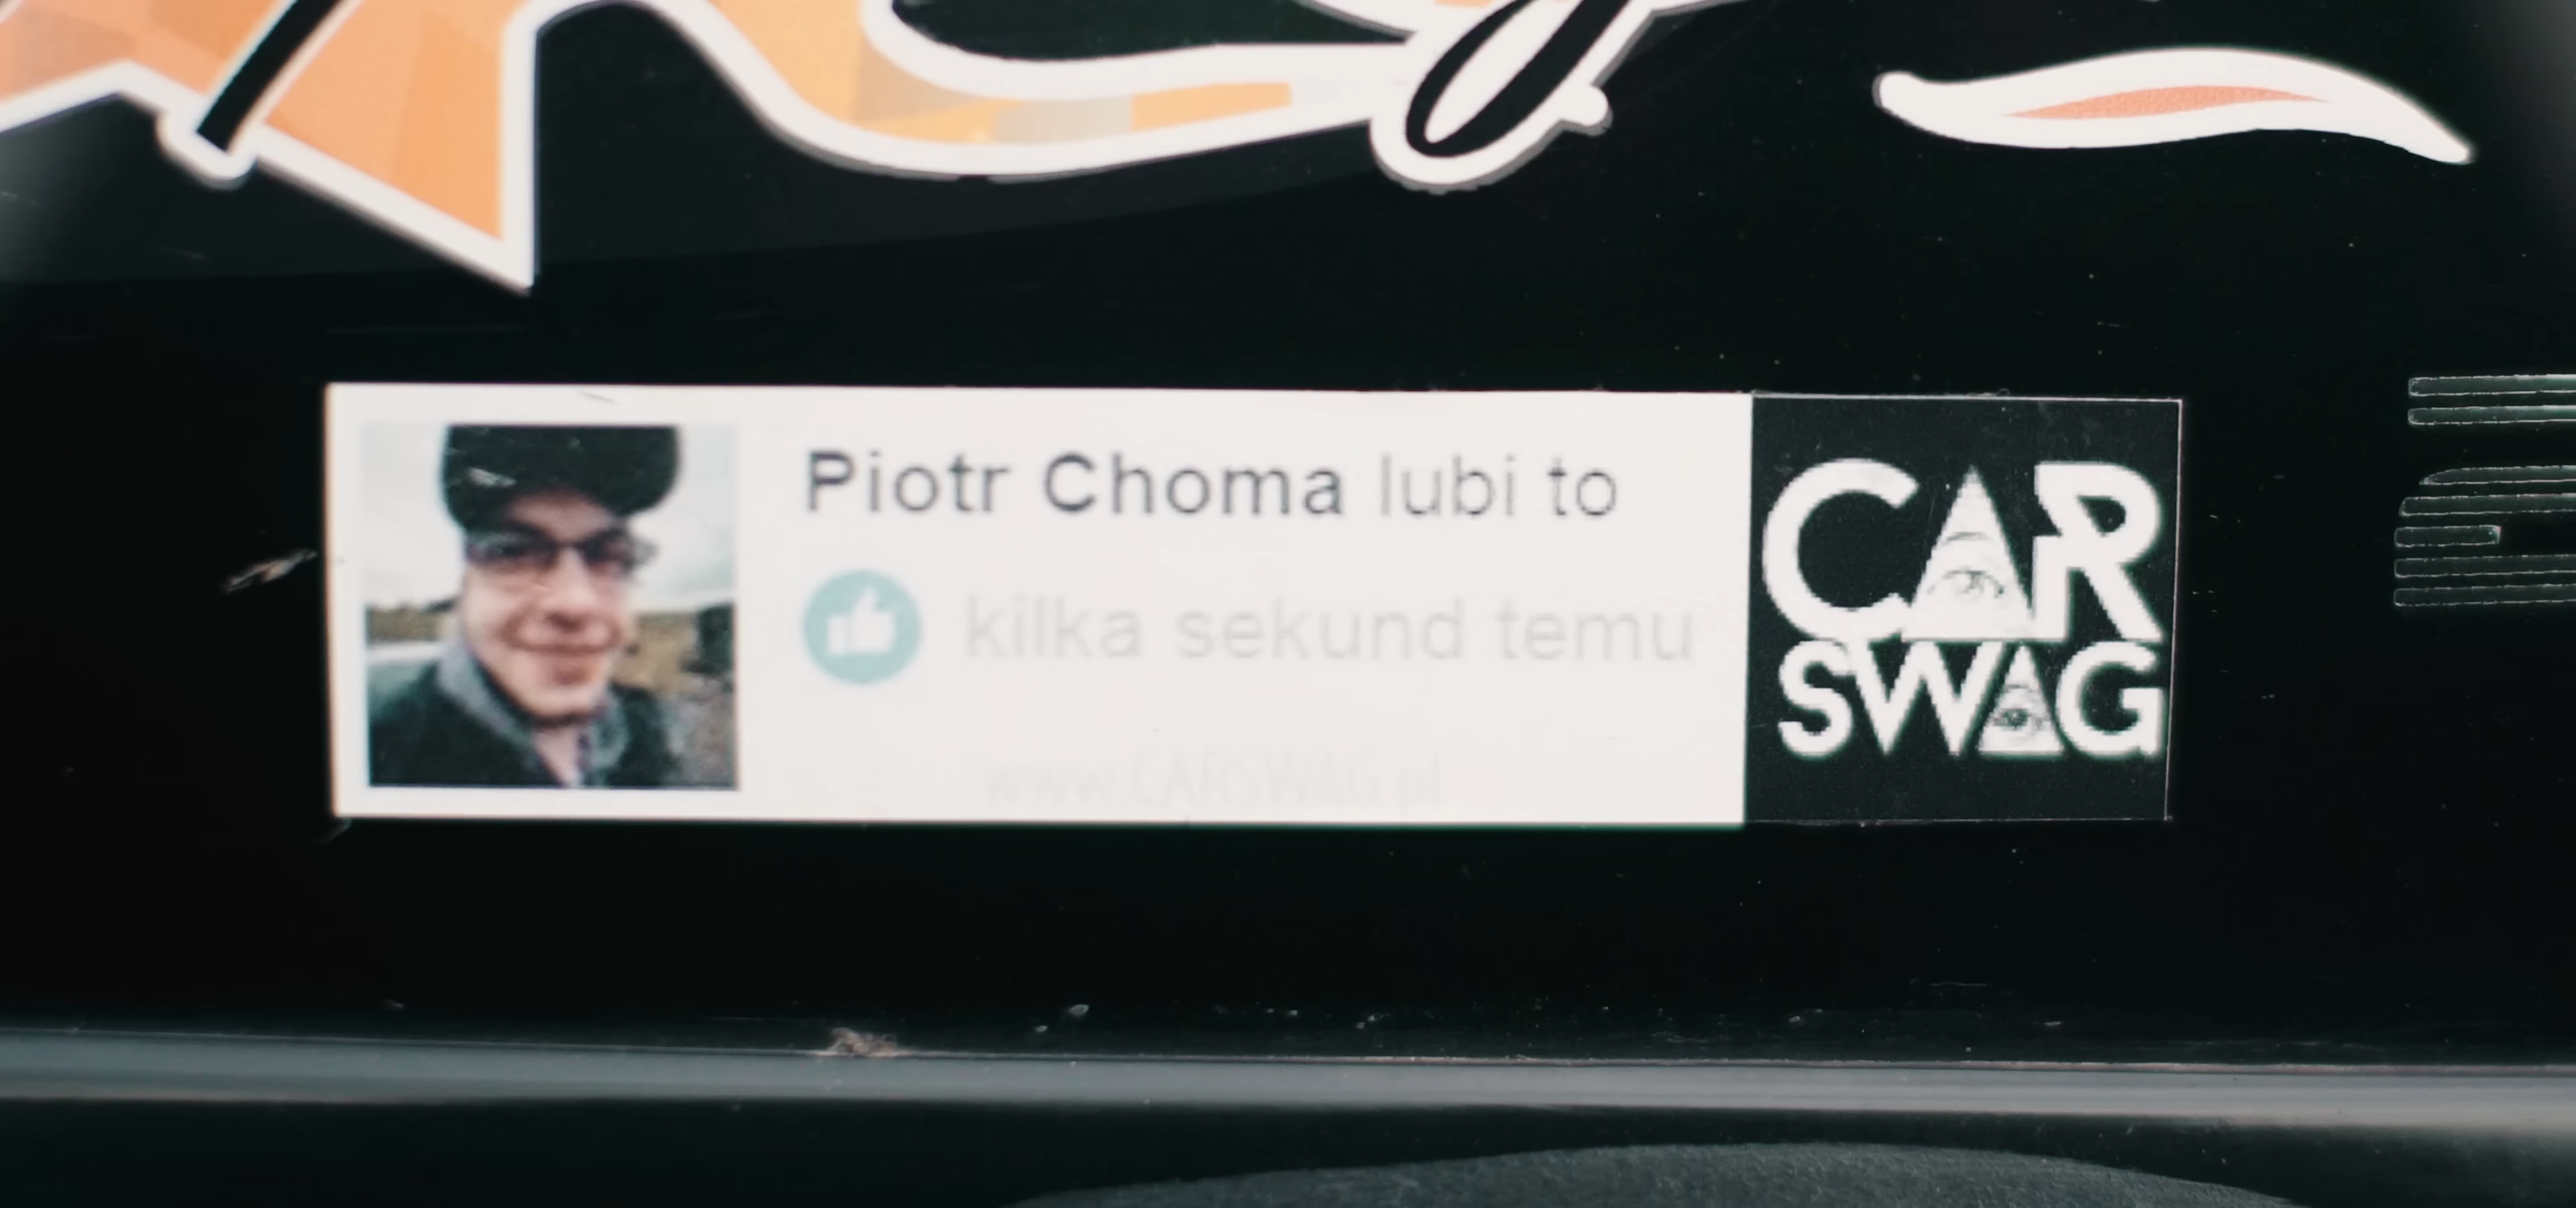 Piotr Choma lubi to
kilka sekund temu
www.CARSWAG.pl
CAR
SWAG